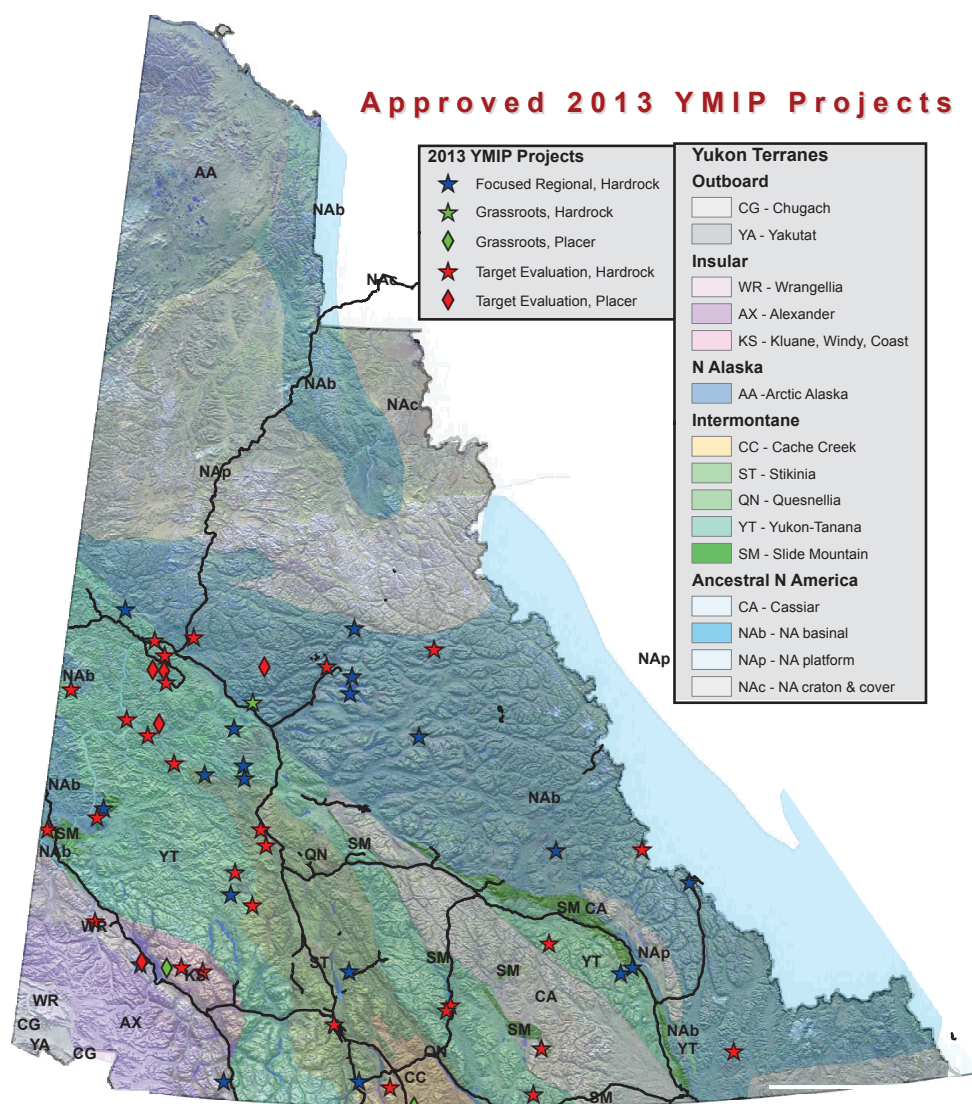 Approved 2013 YMIP Projects
2013 YMIP Projects
Focused Regional, Hardrock
Grassroots, Hardrock
Grassroots, Placer
Target Evaluation, Hardrock
Target Evaluation, Placer
Yukon Terranes
Outboard
CG - Chugach
YA - Yakutat
Insular
WR - Wrangellia
AX - Alexander
KS - Kluane, Windy, Coast
N Alaska
AA -Arctic Alaska
Intermontane
CC - Cache Creek
ST - Stikinia
QN - Quesnellia
YT - Yukon-Tanana
SM - Slide Mountain
Ancestral N America
CA - Cassiar
NAb - NA basinal
NAp - NA platform
NAc - NA craton & cover
AA
NAb
NAc
NAb
NAc
NAp
NAp
NAb
NAb
NAb
SM
NAb
YT
QN
SM
SM CA
WR
KS
ST
SM
SM
CA
YT
NAp
WR
CG
YA
CG
AX
SM
NAb
YT
QN
CC
SM